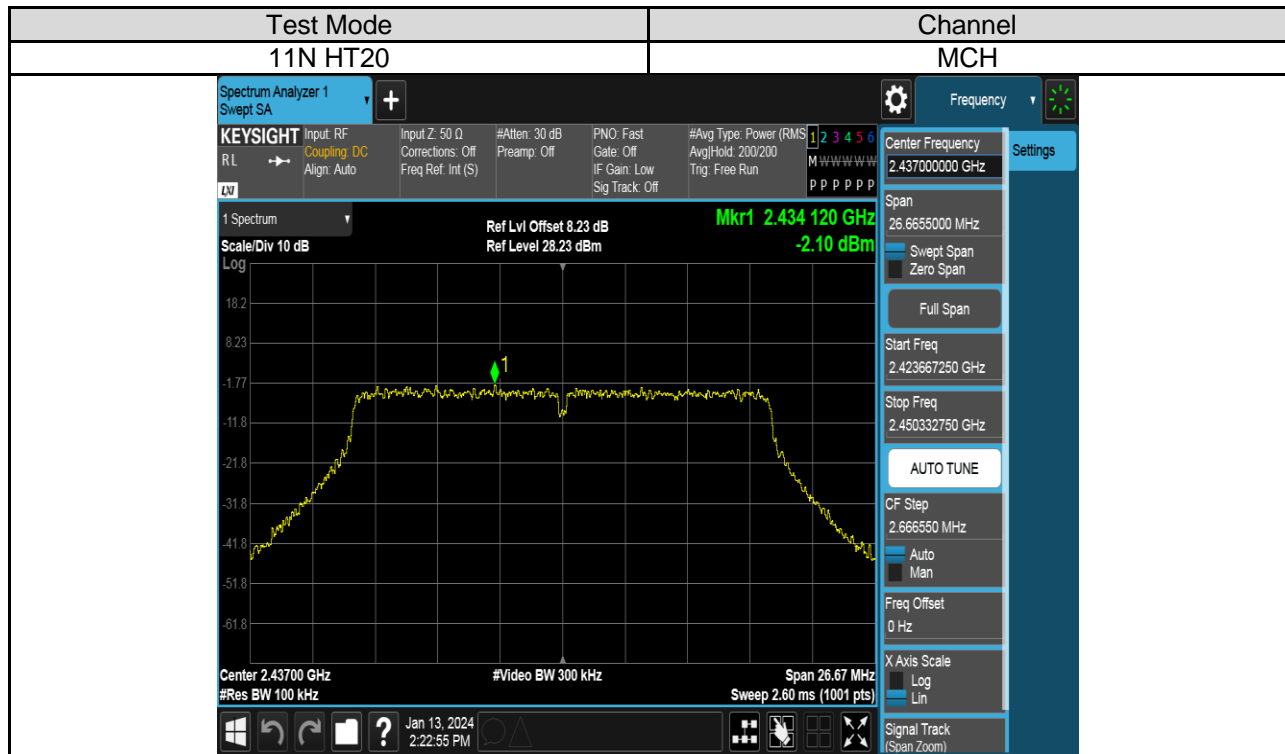 Test Mode Channel
11N HT20 MCH
Spectrum Analyzer 1
Swept SA
+
Frequency
KEYSIGHT Input: RF Input Z: 50 Ω #Atten: 30 dB PNO: Fast #Avg Type: Power (RMS 1 2 3 4 5 6
RL Coupling: DC Corrections: Off Preamp: Off Gate: Off Avg|Hold: 200/200 M W W W W W
Align: Auto Freq Ref: Int (S) IF Gain: Low Trig: Free Run
LXI Sig Track: Off P P P P P P
1 Spectrum
Scale/Div 10 dB
Ref Lvl Offset 8.23 dB
Ref Level 28.23 dBm
Mkr1 2.434 120 GHz
-2.10 dBm
Log
18.2
8.23
-1.77
-11.8
-21.8
-31.8
-41.8
-51.8
-61.8
1
Center 2.43700 GHz #Video BW 300 kHz Span 26.67 MHz
#Res BW 100 kHz Sweep 2.60 ms (1001 pts)
? Jan 13, 2024
2:22:55 PM
Center Frequency
2.437000000 GHz
Settings
Span
26.6655000 MHz
Swept Span
Zero Span
Full Span
Start Freq
2.423667250 GHz
Stop Freq
2.450332750 GHz
AUTO TUNE
CF Step
2.666550 MHz
Auto
Man
Freq Offset
0 Hz
X Axis Scale
Log
Lin
Signal Track
(Span Zoom)